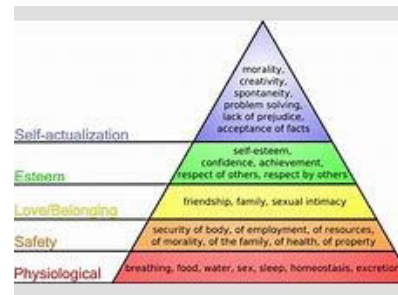 morality,
creativity,
spontaneity,
problem solving,
lack of prejudice,
acceptance of facts
Self-actualization
self-esteem,
confidence, achievement,
respect of others, respect by others
Esteem
friendship, family, sexual intimacy
Love/Belonging
security of body, of employment, of resources,
of morality, of the family, of health, of property
Safety
breathing, food, water, sex, sleep, homeostasis, excretion
Physiological